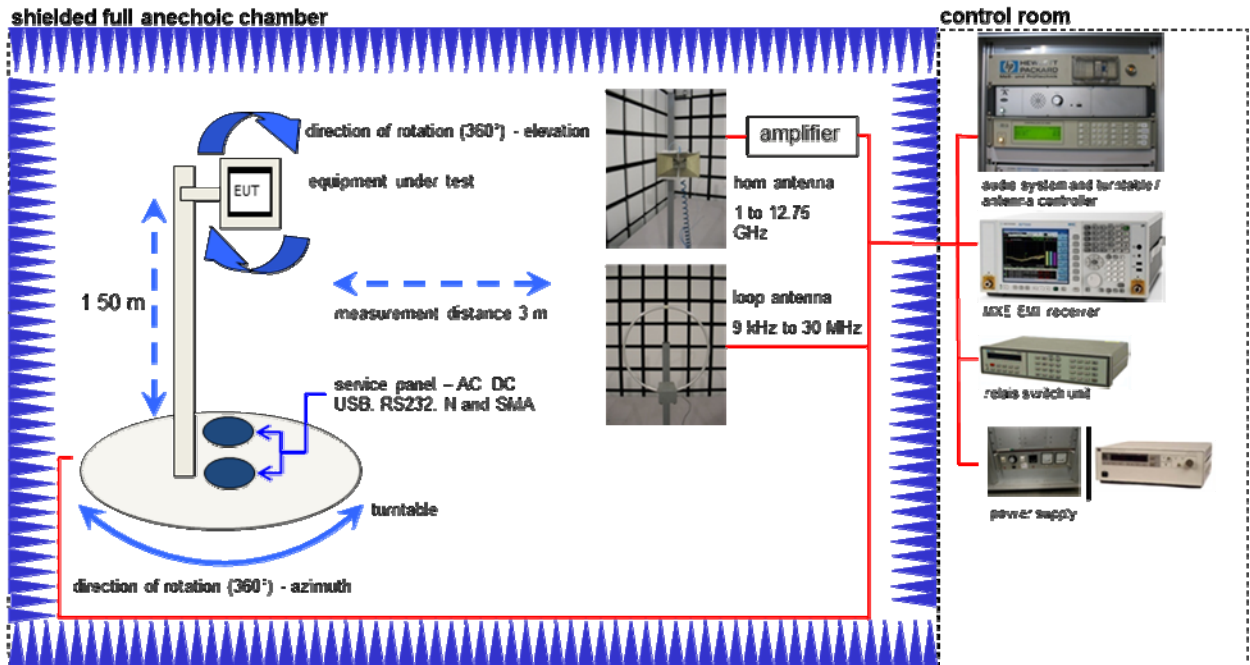 shielded full anechoic chamber
control room
direction of rotation (360°) - elevation
EUT
equipment under test
1 50 m
measurement distance 3 m
service panel – AC DC
USB. RS232. N and SMA
turntable
direction of rotation (360°) - azimuth
amplifier
horn antenna
1 to 12.75
GHz
loop antenna
9 kHz to 30 MHz
hp HEWLETT
PACKARD
audio system and turntable /
antenna controller
MXE EMI receiver
relais switch unit
power supply